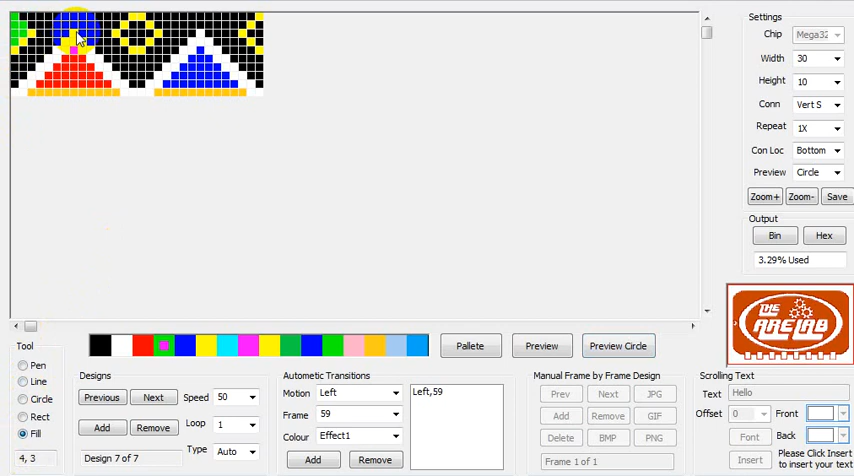 Settings
Chip Mega32
Width 30
Height 10
Conn Vert S
Repeat 1X
Con Loc Bottom
Preview Circle
Zoom+ Zoom- Save
Output
Bin Hex
3.29% Used
THE
ARE LAB
Tool
Pen
Line
Circle
Rect
Fill
4, 3
Pallete Preview Preview Circle
Designs
Previous Next Speed 50
Loop 1
Add Remove
Type Auto
Design 7 of 7
Autometic Transitions
Motion Left
Frame 59
Colour Effect1
Add Remove
Left,59
Manual Frame by Frame Design
Prev Next JPG
Add Remove GIF
Delete BMP PNG
Frame 1 of 1
Scrolling Text
Text Hello
Offset 0 Front
Font Back
Insert Please Click Insert
to insert your text